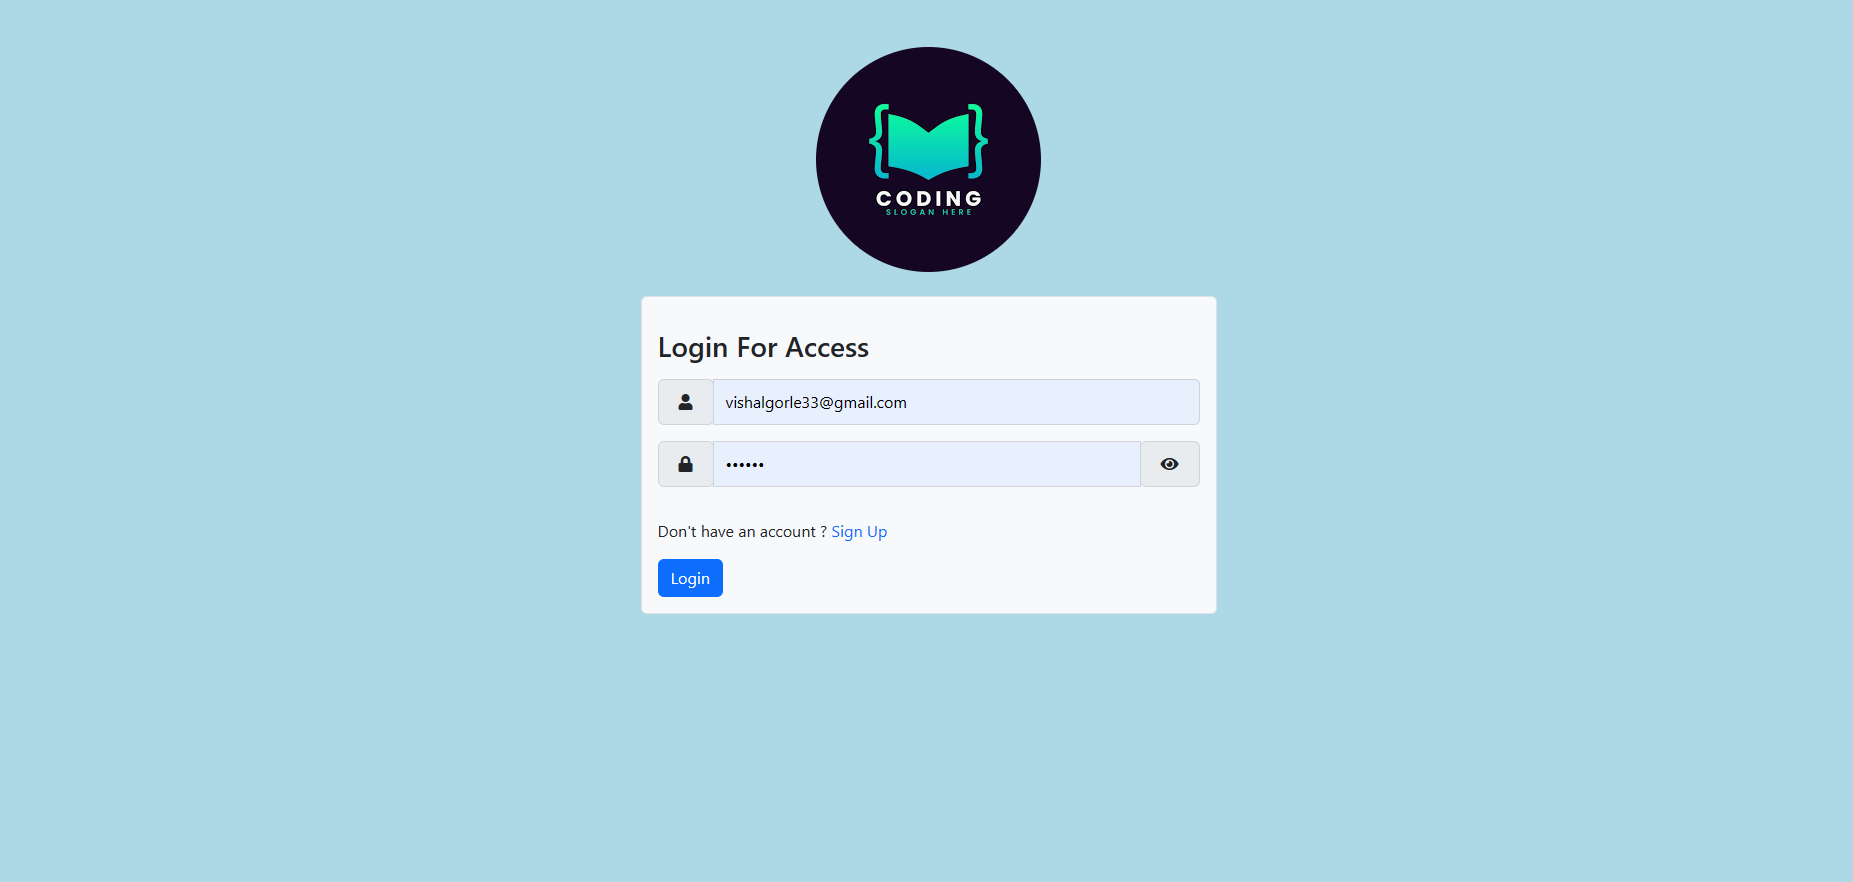 CODING
SLOGAN HERE
Login For Access
vishalgorle33@gmail.com
••••••
Don't have an account ? Sign Up
Login